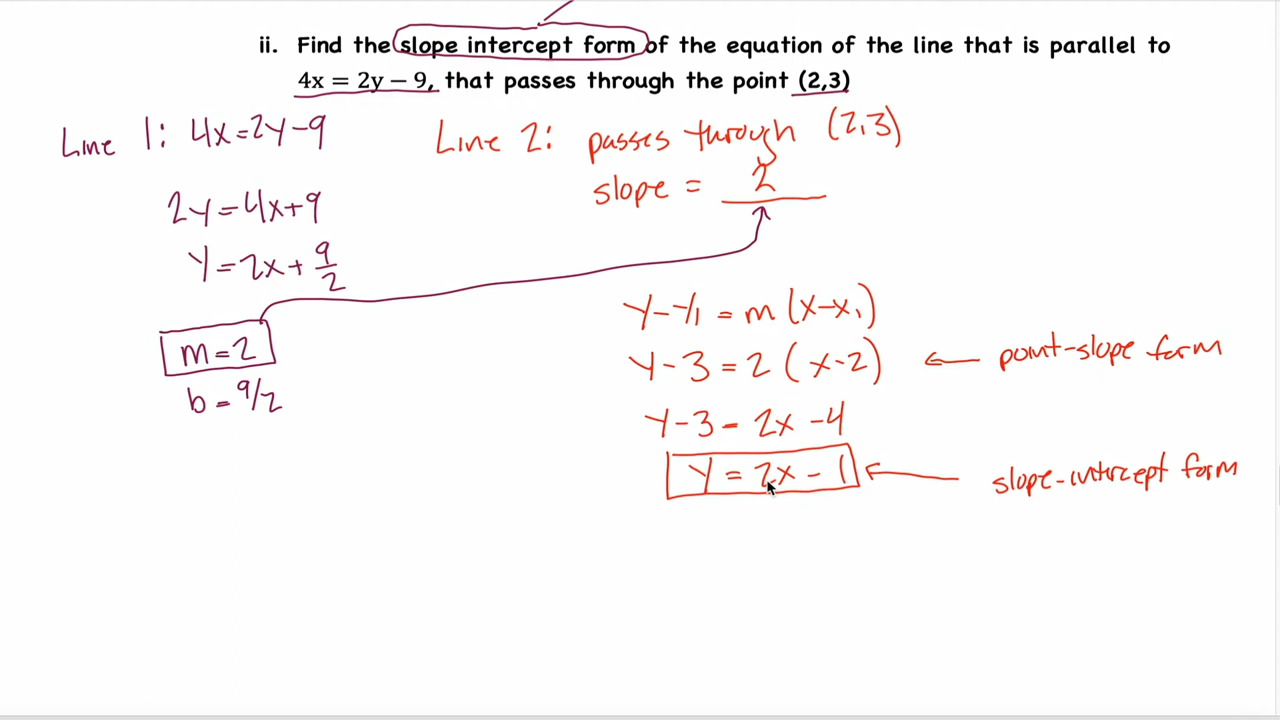 ii. Find the slope intercept form of the equation of the line that is parallel to
4x = 2y − 9, that passes through the point (2,3)
Line 1: 4x=2y-9
2y=4x+9
y=2x+9/2
m=2
b=9/2
Line 2: passes through (2,3)
slope = 2
y-y₁ = m(x-x₁)
y-3=2(x-2) ← point-slope form
y-3=2x-4
y=2x-1 ← slope-intercept form